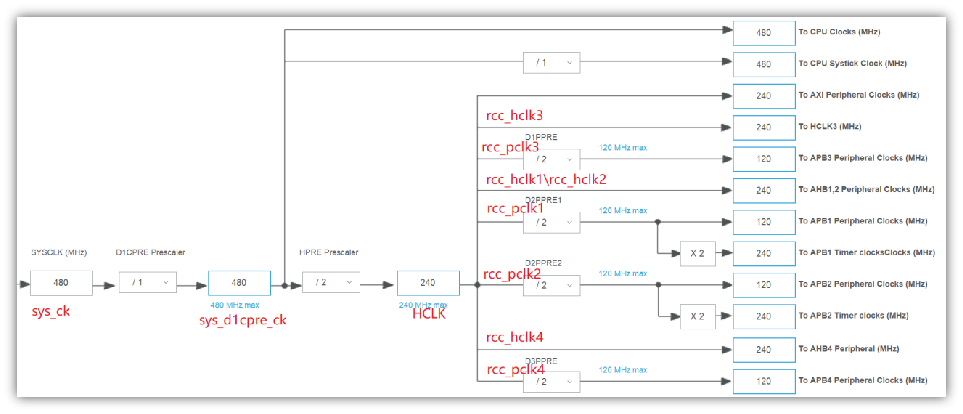 480 To CPU Clocks (MHz)
/ 1 480 To CPU Systick Clock (MHz)
240 To AXI Peripheral Clocks (MHz)
rcc_hclk3
240 To HCLK3 (MHz)
D1PPRE
rcc_pclk3 / 2 120 MHz max 120 To APB3 Peripheral Clocks (MHz)
rcc_hclk1\rcc_hclk2 240 To AHB1,2 Peripheral Clocks (MHz)
D2PPRE1
rcc_pclk1 / 2 120 MHz max 120 To APB1 Peripheral Clocks (MHz)
SYSCLK (MHz) D1CPRE Prescaler HPRE Prescaler X 2 240 To APB1 Timer clocksClocks (MHz)
D2PPRE2
480 / 1 480 / 2 240 rcc_pclk2 / 2 120 MHz max 120 To APB2 Peripheral Clocks (MHz)
480 MHz max 240 MHz max
sys_ck sys_d1cpre_ck HCLK X 2 240 To APB2 Timer clocks (MHz)
rcc_hclk4
240 To AHB4 Peripheral (MHz)
D3PPRE
rcc_pclk4 / 2 120 MHz max 120 To APB4 Peripheral Clocks (MHz)